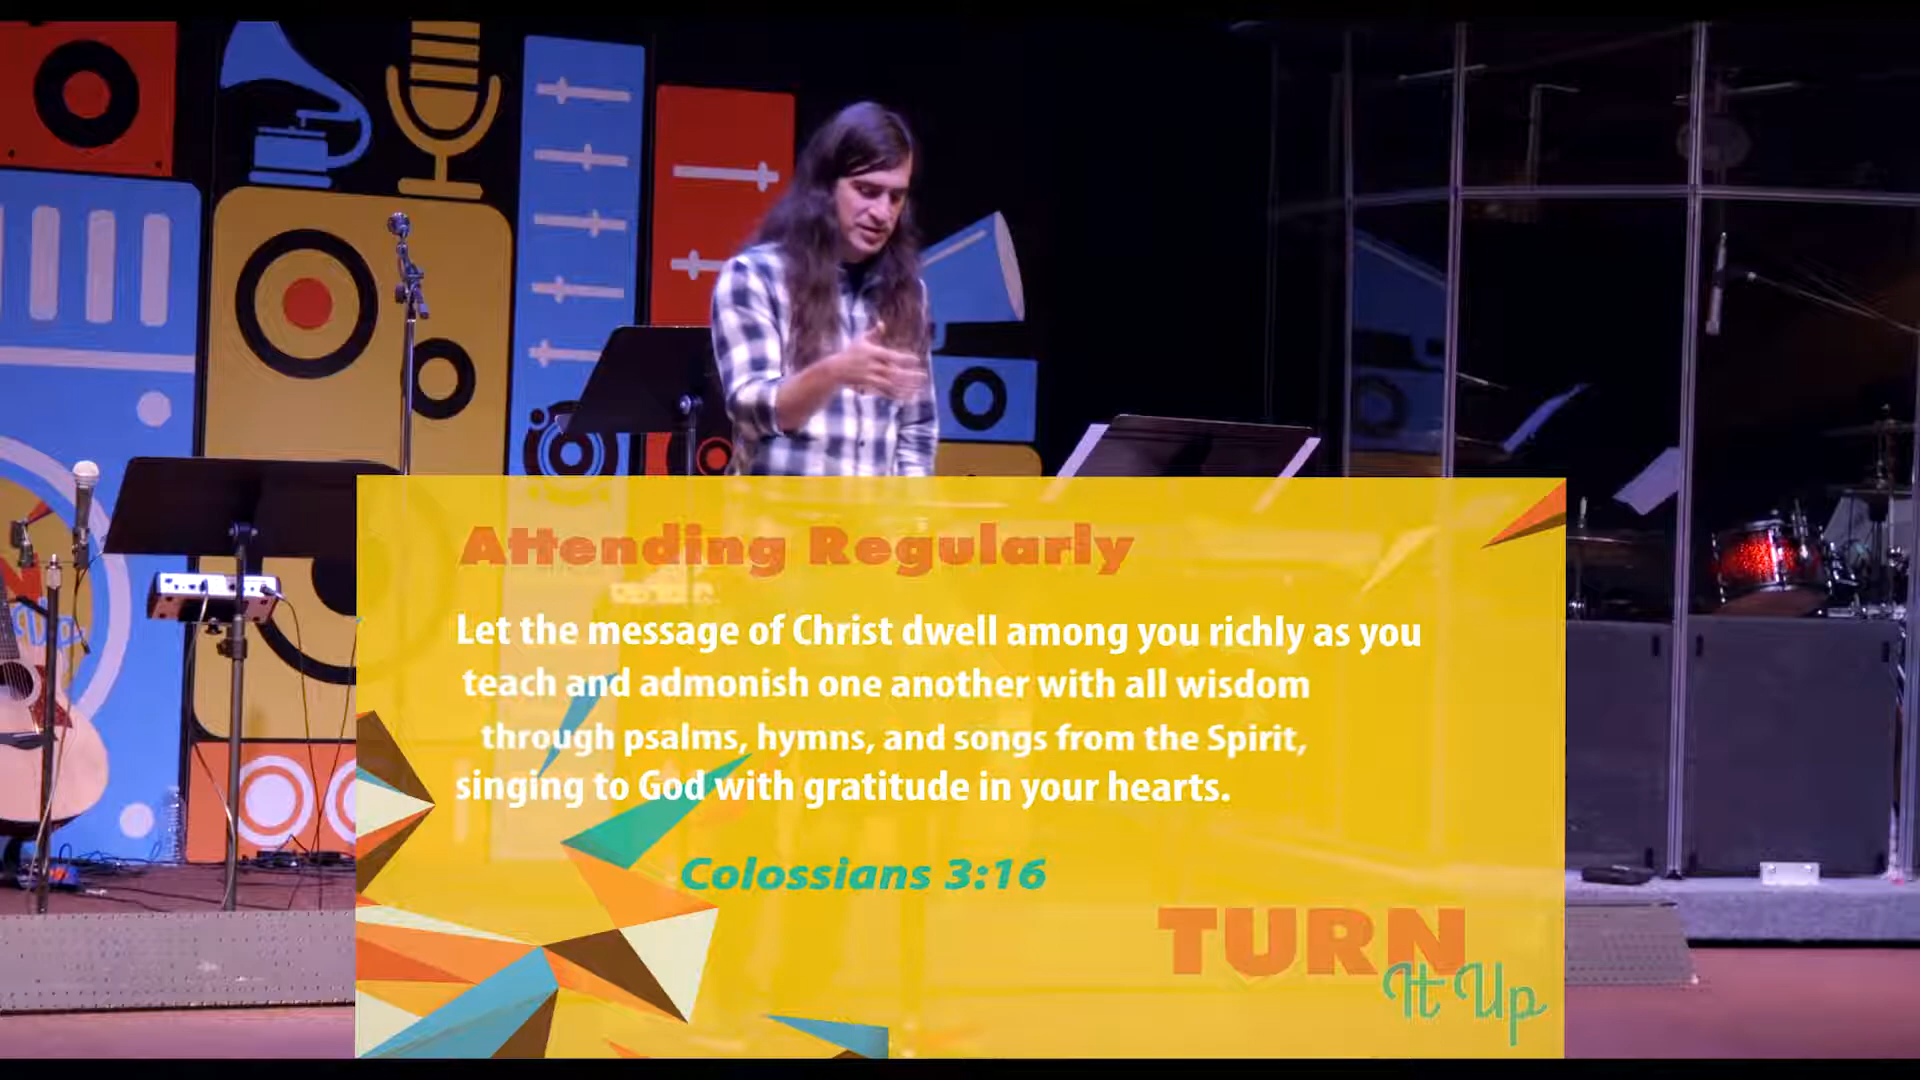 Attending Regularly
Let the message of Christ dwell among you richly as you
teach and admonish one another with all wisdom
through psalms, hymns, and songs from the Spirit,
singing to God with gratitude in your hearts.
Colossians 3:16
TURN
It Up